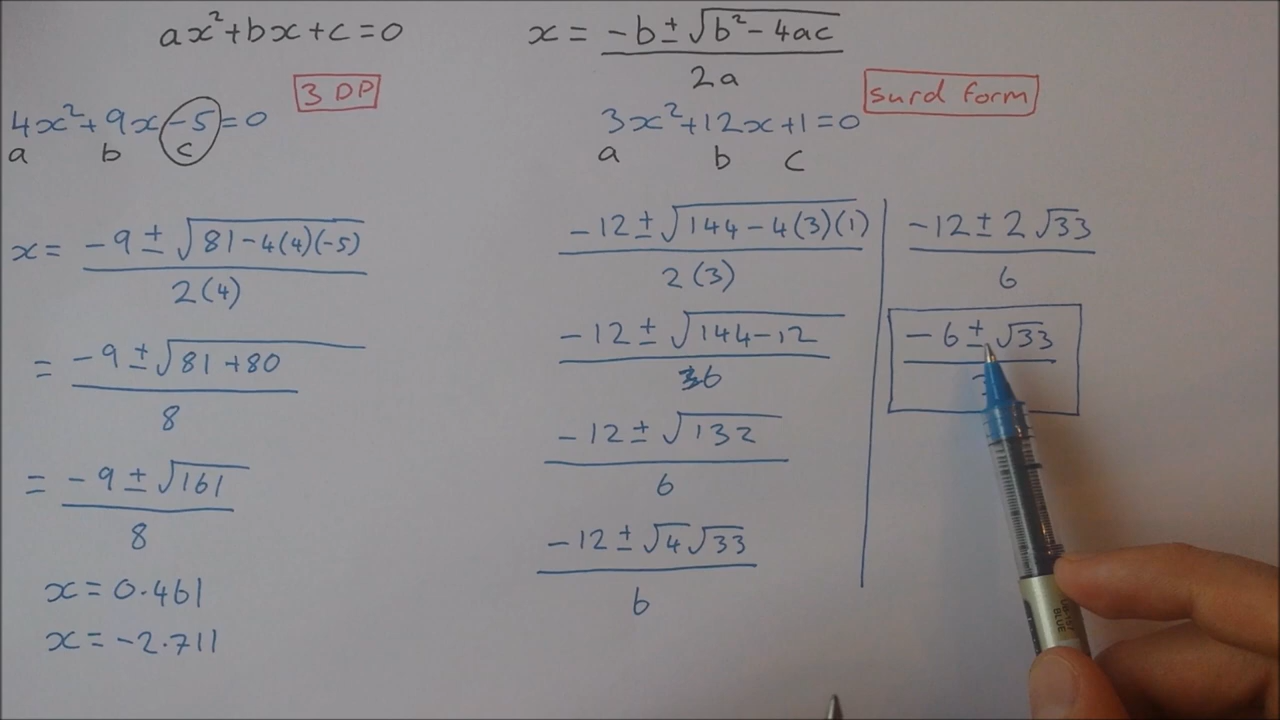 ax²+bx+c=0
x = (-b ± √(b²-4ac))/2a
3 DP
4x²+9x-5=0
a b c
x = (-9 ± √(81-4(4)(-5)))/2(4)
= (-9 ± √(81+80))/8
= (-9 ± √161)/8
x = 0.461
x = -2.711
surd form
3x²+12x+1=0
a b c
(-12 ± √(144-4(3)(1)))/2(3)
(-12 ± √(144-12))/6
(-12 ± √132)/6
(-12 ± √4√33)/6
(-12 ± 2√33)/6
-6 ± √33
UB-157
BLUE